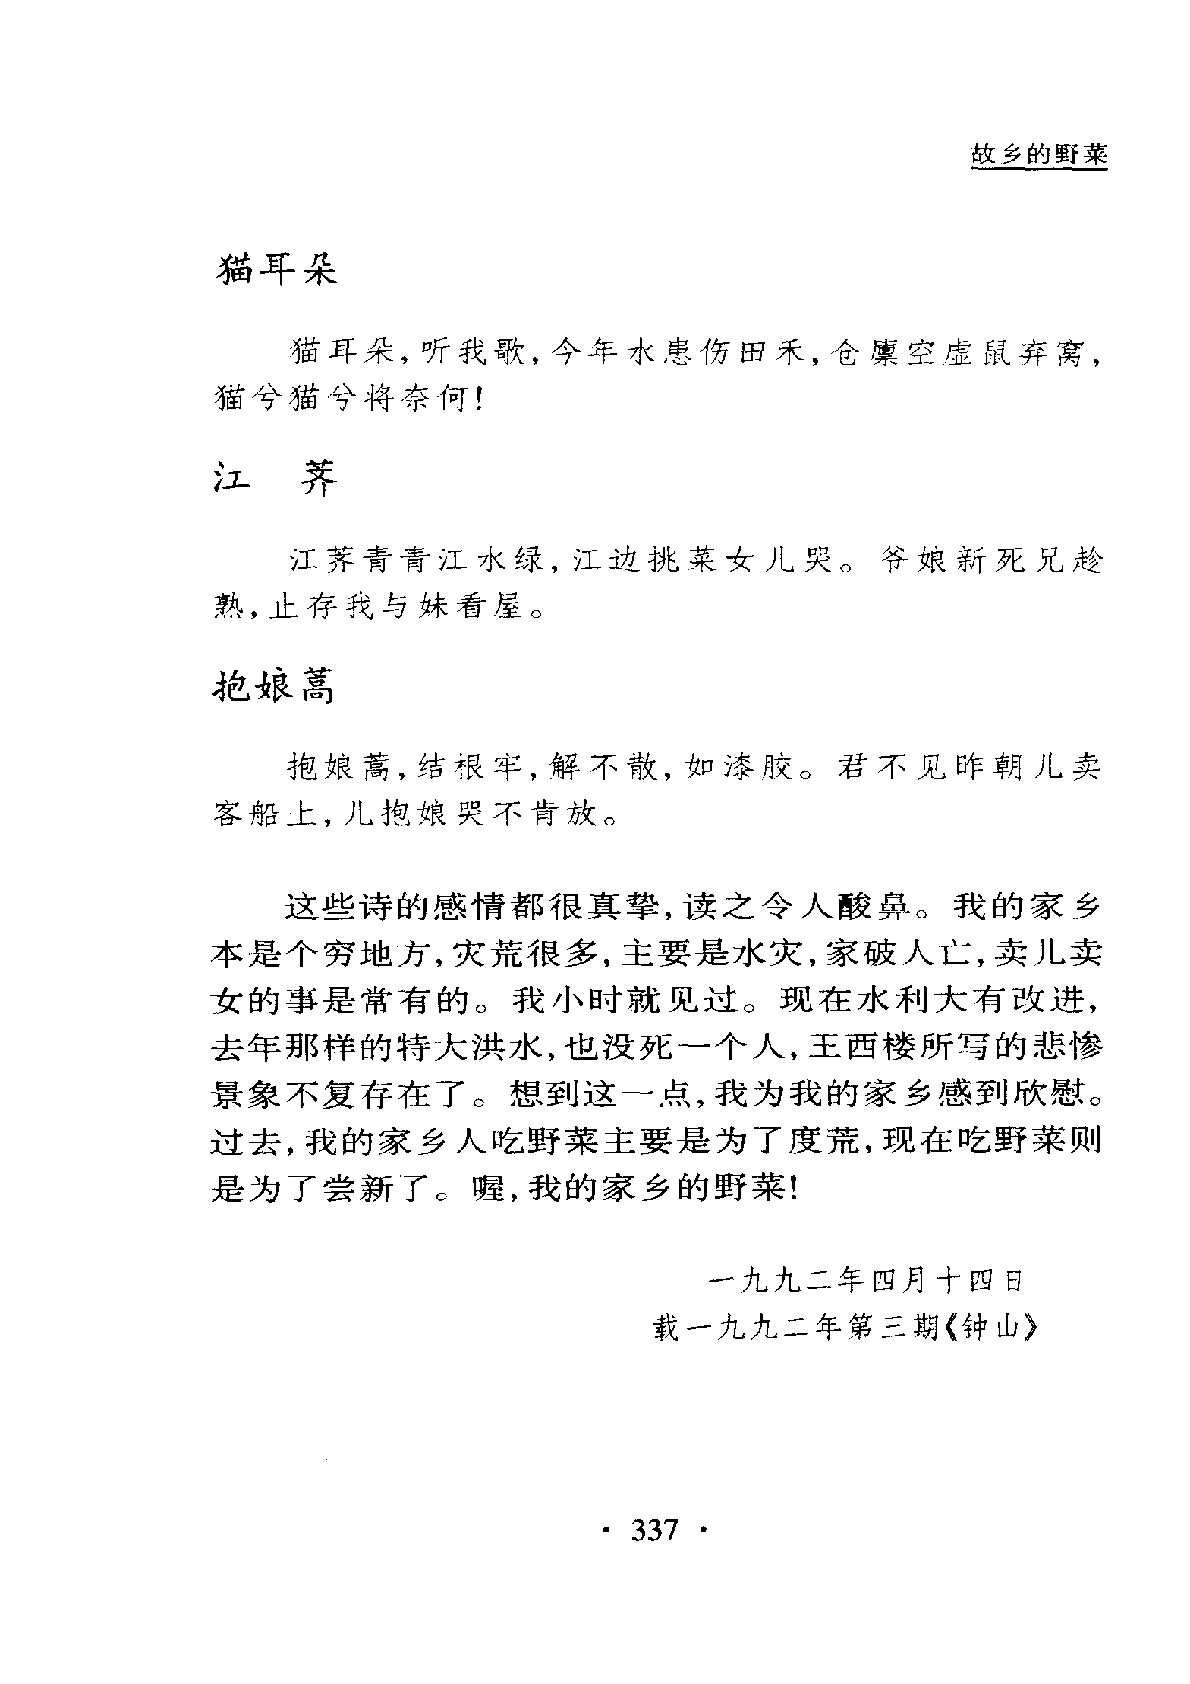 故乡的野菜
猫耳朵
猫耳朵,听我歌,今年水患伤田禾,仓廪空虚鼠弃窝,
猫兮猫兮将奈何!
江　荠
江荠青青江水绿,江边挑菜女儿哭。爷娘新死兄趁
熟,止存我与妹看屋。
抱娘蒿
抱娘蒿,结根牢,解不散,如漆胶。君不见昨朝儿卖
客船上,儿抱娘哭不肯放。
这些诗的感情都很真挚,读之令人酸鼻。我的家乡
本是个穷地方,灾荒很多,主要是水灾,家破人亡,卖儿卖
女的事是常有的。我小时就见过。现在水利大有改进,
去年那样的特大洪水,也没死一个人,王西楼所写的悲惨
景象不复存在了。想到这一点,我为我的家乡感到欣慰。
过去,我的家乡人吃野菜主要是为了度荒,现在吃野菜则
是为了尝新了。喔,我的家乡的野菜!
一九九二年四月十四日
载一九九二年第三期《钟山》
· 337 ·